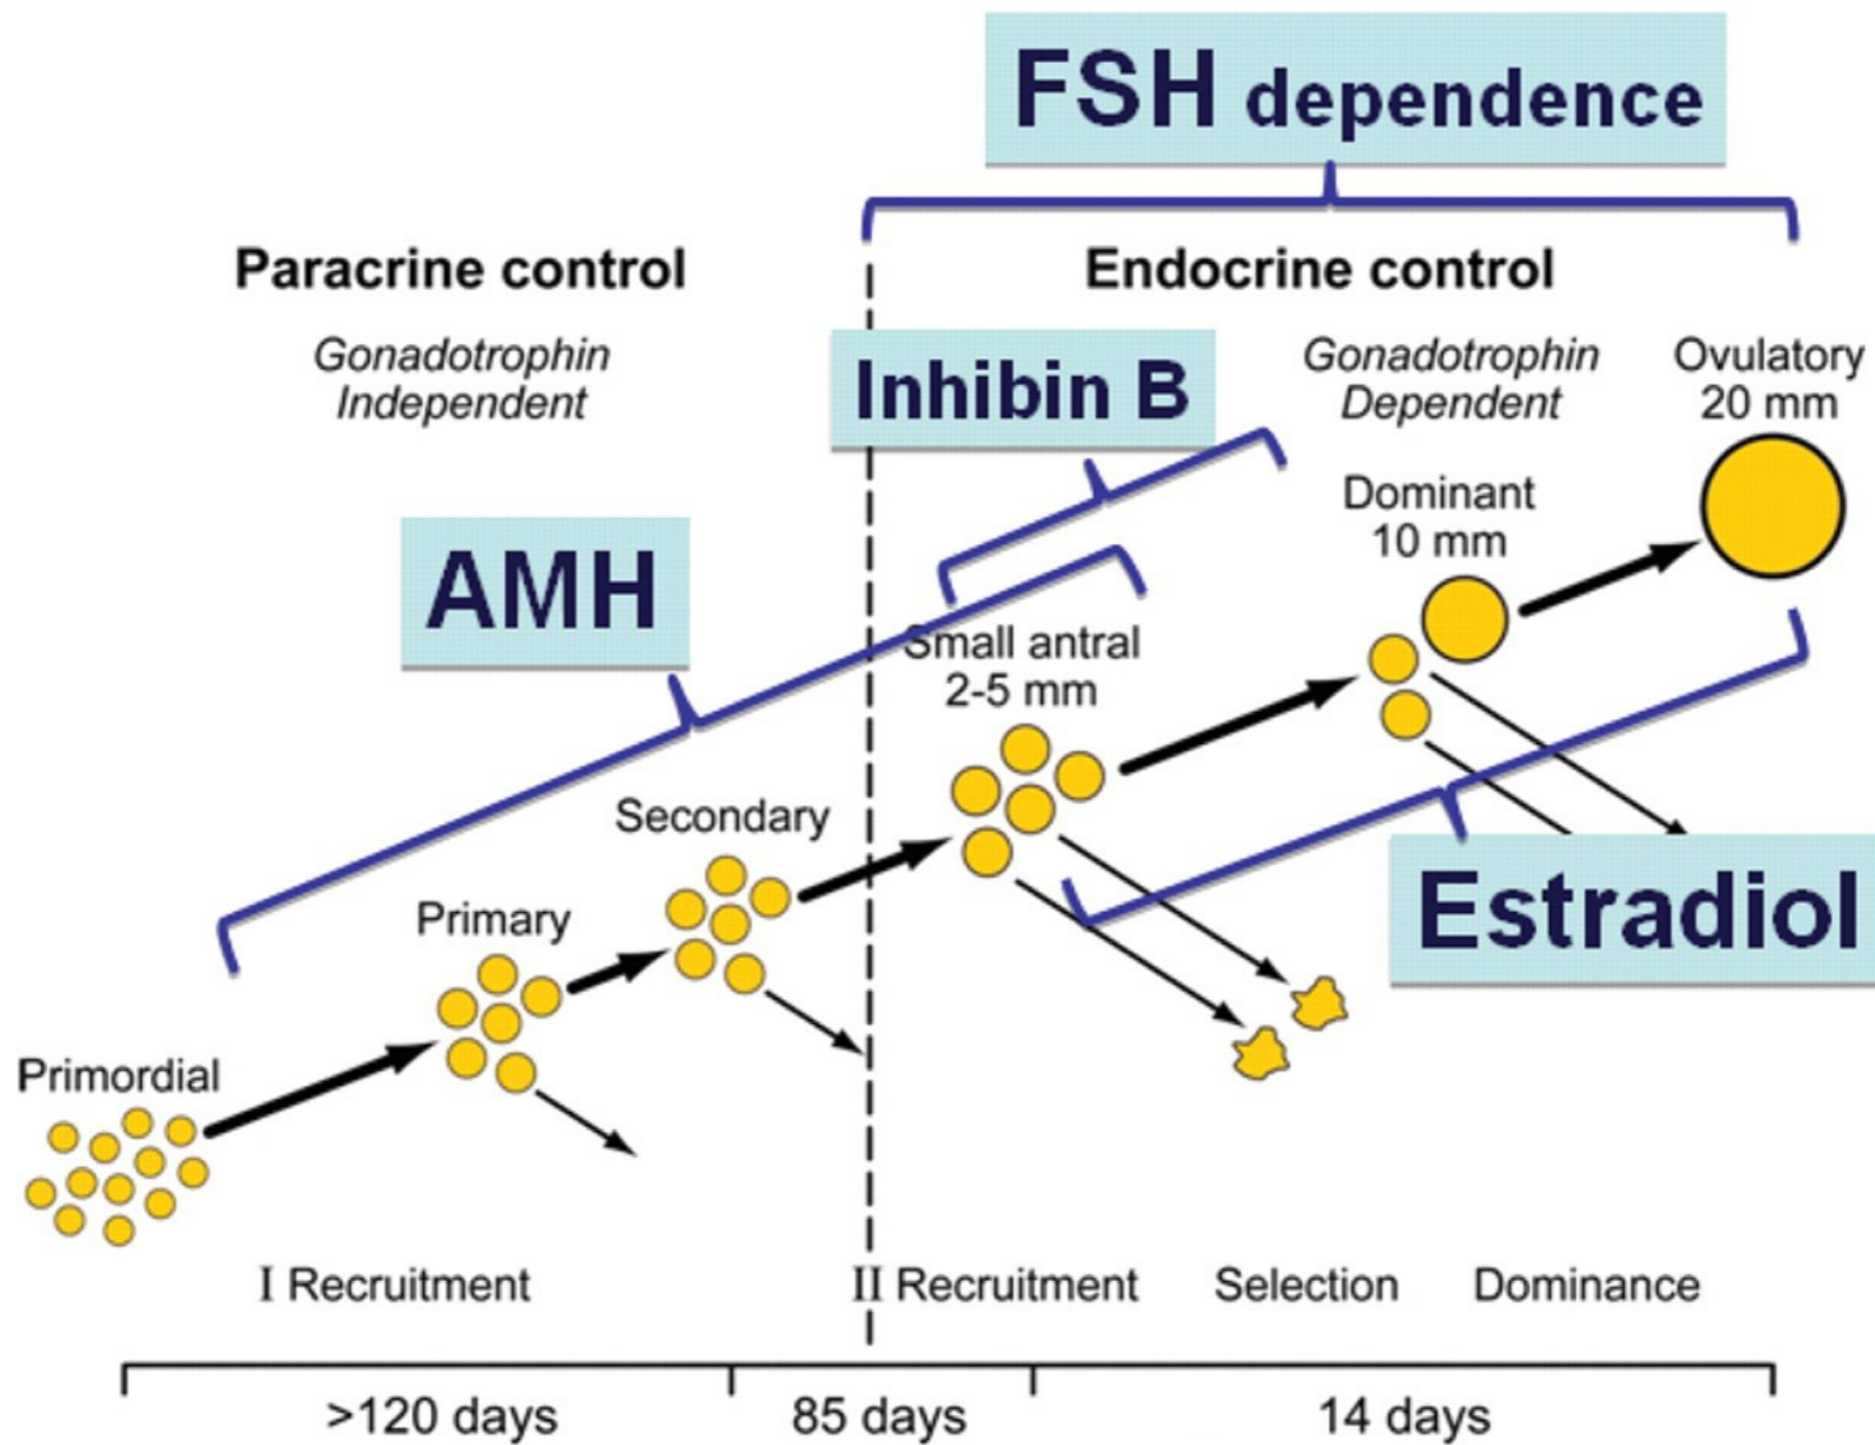 FSH dependence
Paracrine control
Endocrine control
Gonadotrophin
Independent
Inhibin B
Gonadotrophin
Dependent
Ovulatory
20 mm
Dominant
10 mm
AMH
Small antral
2-5 mm
Secondary
Primary
Estradiol
Primordial
I Recruitment
II Recruitment
Selection
Dominance
>120 days
85 days
14 days